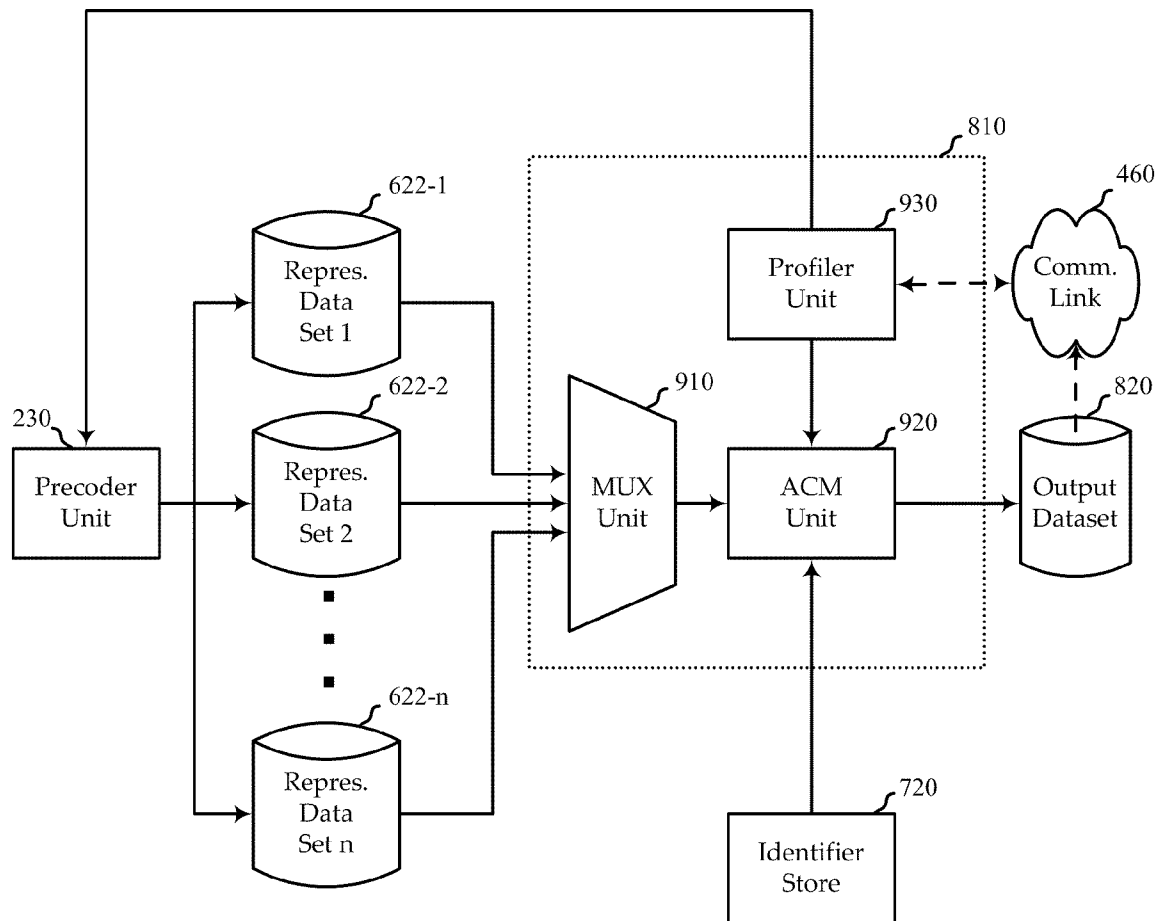 810
622-1
930
460
Repres.
Data
Set 1
Profiler
Unit
Comm.
Link
622-2
910
230
920
820
Precoder
Unit
Repres.
Data
Set 2
MUX
Unit
ACM
Unit
Output
Dataset
622-n
Repres.
Data
Set n
720
Identifier
Store